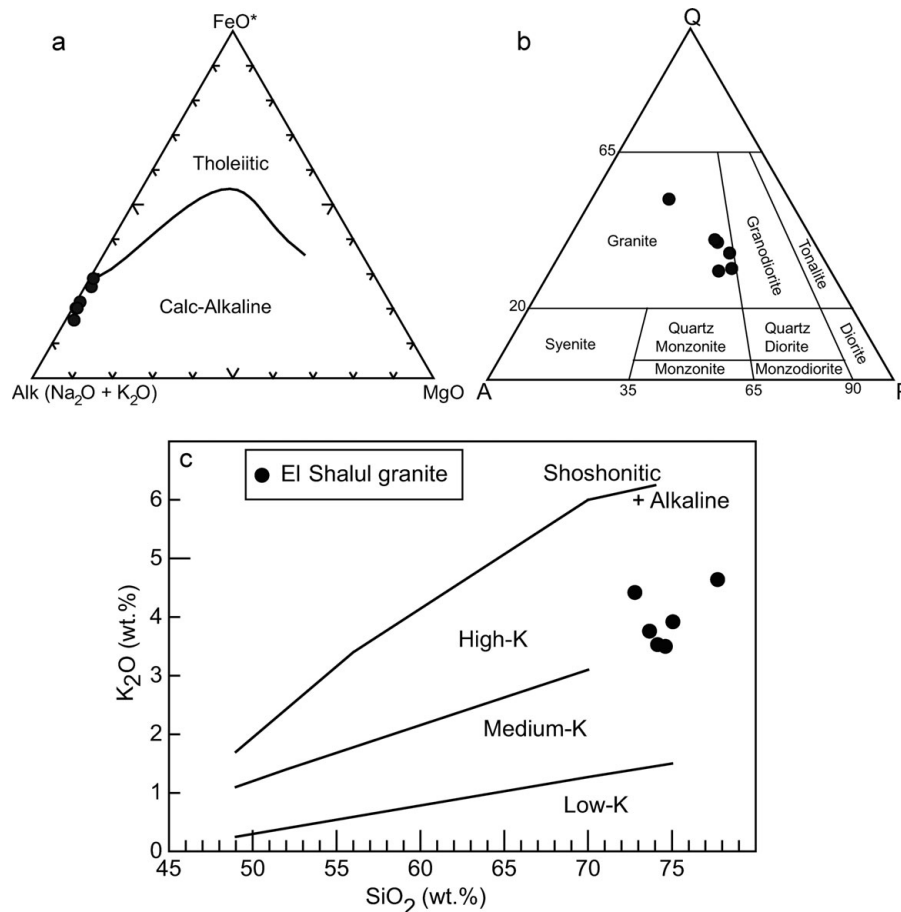 a
FeO*
Tholeiitic
Calc-Alkaline
Alk (Na₂O + K₂O)
MgO
b
Q
65
Granite
Granodiorite
Tonalite
20
Syenite
Quartz
Monzonite
Quartz
Diorite
Diorite
Monzonite
Monzodiorite
A
35
65
90
P
c
El Shalul granite
Shoshonitic
+ Alkaline
High-K
Medium-K
Low-K
K₂O (wt.%)
6
5
4
3
2
1
0
45
50
55
60
65
70
75
SiO₂ (wt.%)